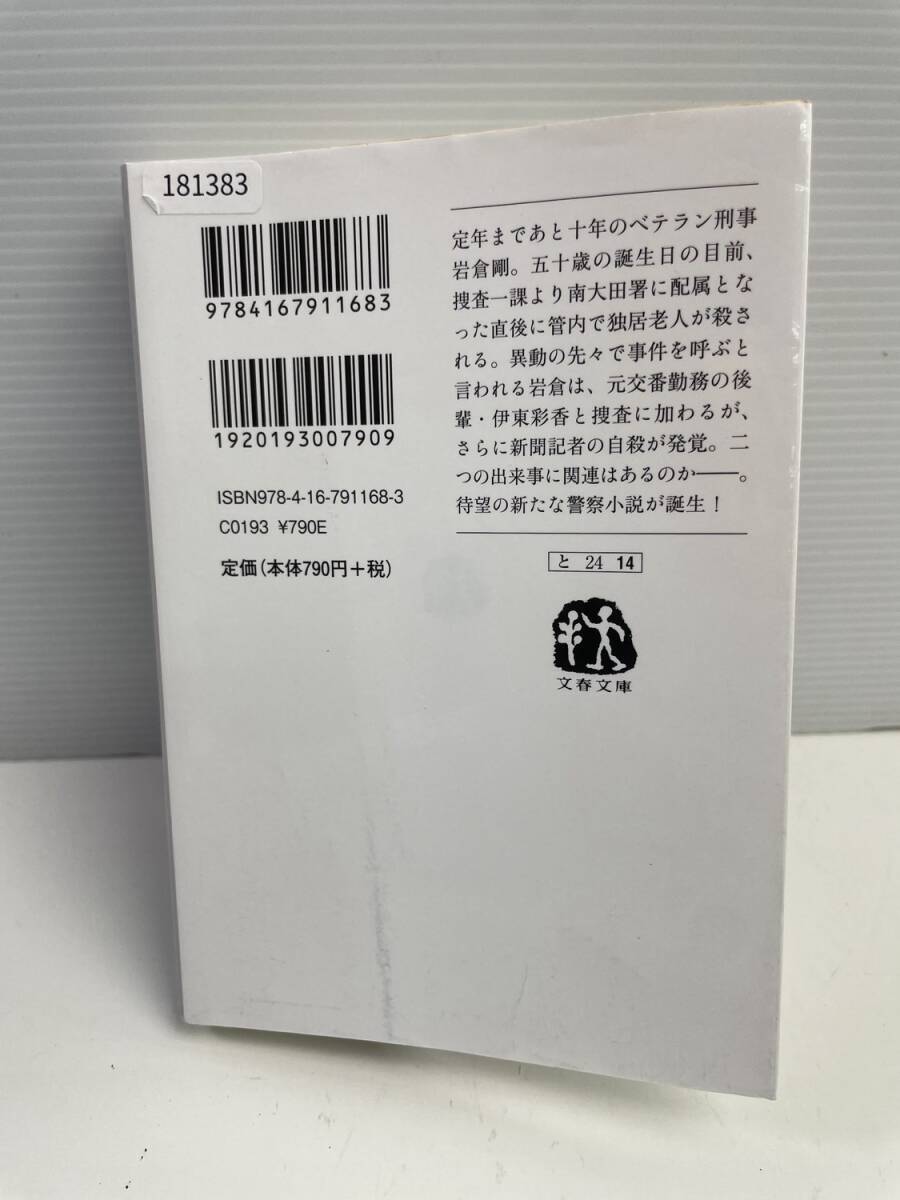 181383
9784167911683
1920193007909
ISBN978-4-16-791168-3
C0193 ¥790E
定価(本体790円+税)
定年まであと十年のベテラン刑事
岩倉剛。五十歳の誕生日の目前、
捜査一課より南大田署に配属とな
った直後に管内で独居老人が殺さ
れる。異動の先々で事件を呼ぶと
言われる岩倉は、元交番勤務の後
輩・伊東彩香と捜査に加わるが、
さらに新聞記者の自殺が発覚。二
つの出来事に関連はあるのか――。
待望の新たな警察小説が誕生!
と 24 14
文春文庫